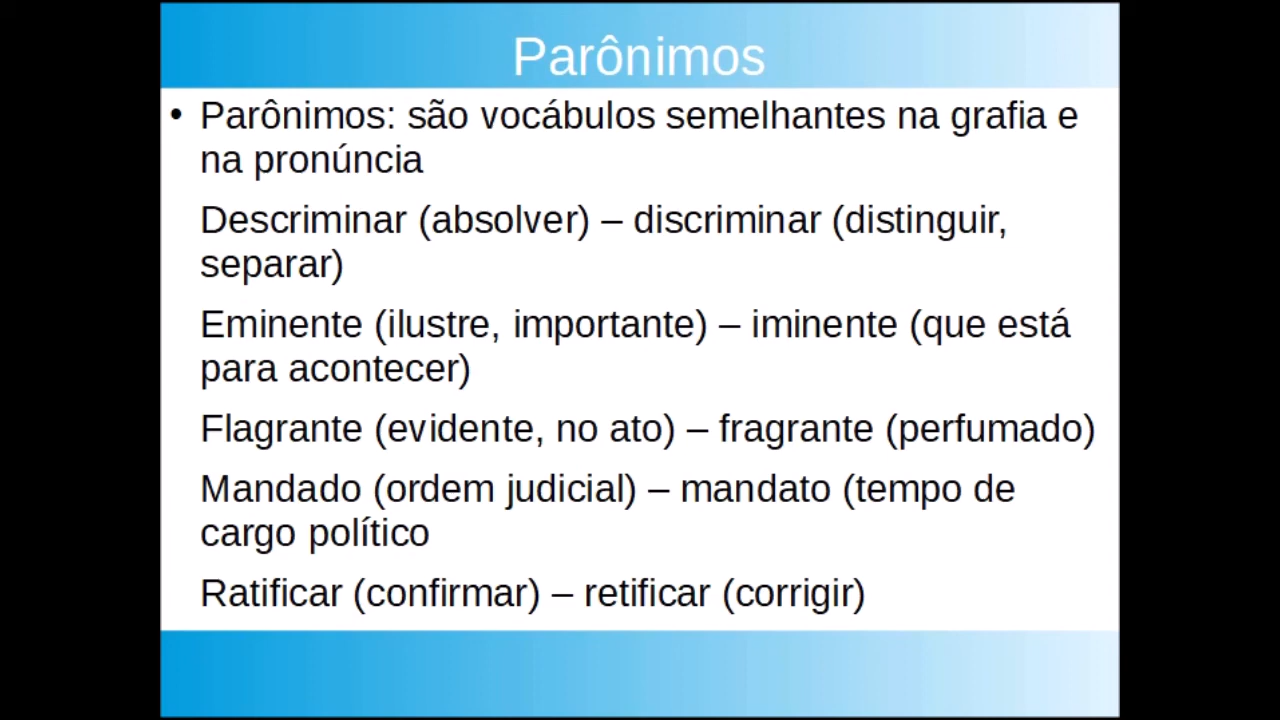 Parônimos
• Parônimos: são vocábulos semelhantes na grafia e
na pronúncia
Descriminar (absolver) – discriminar (distinguir,
separar)
Eminente (ilustre, importante) – iminente (que está
para acontecer)
Flagrante (evidente, no ato) – fragrante (perfumado)
Mandado (ordem judicial) – mandato (tempo de
cargo político
Ratificar (confirmar) – retificar (corrigir)